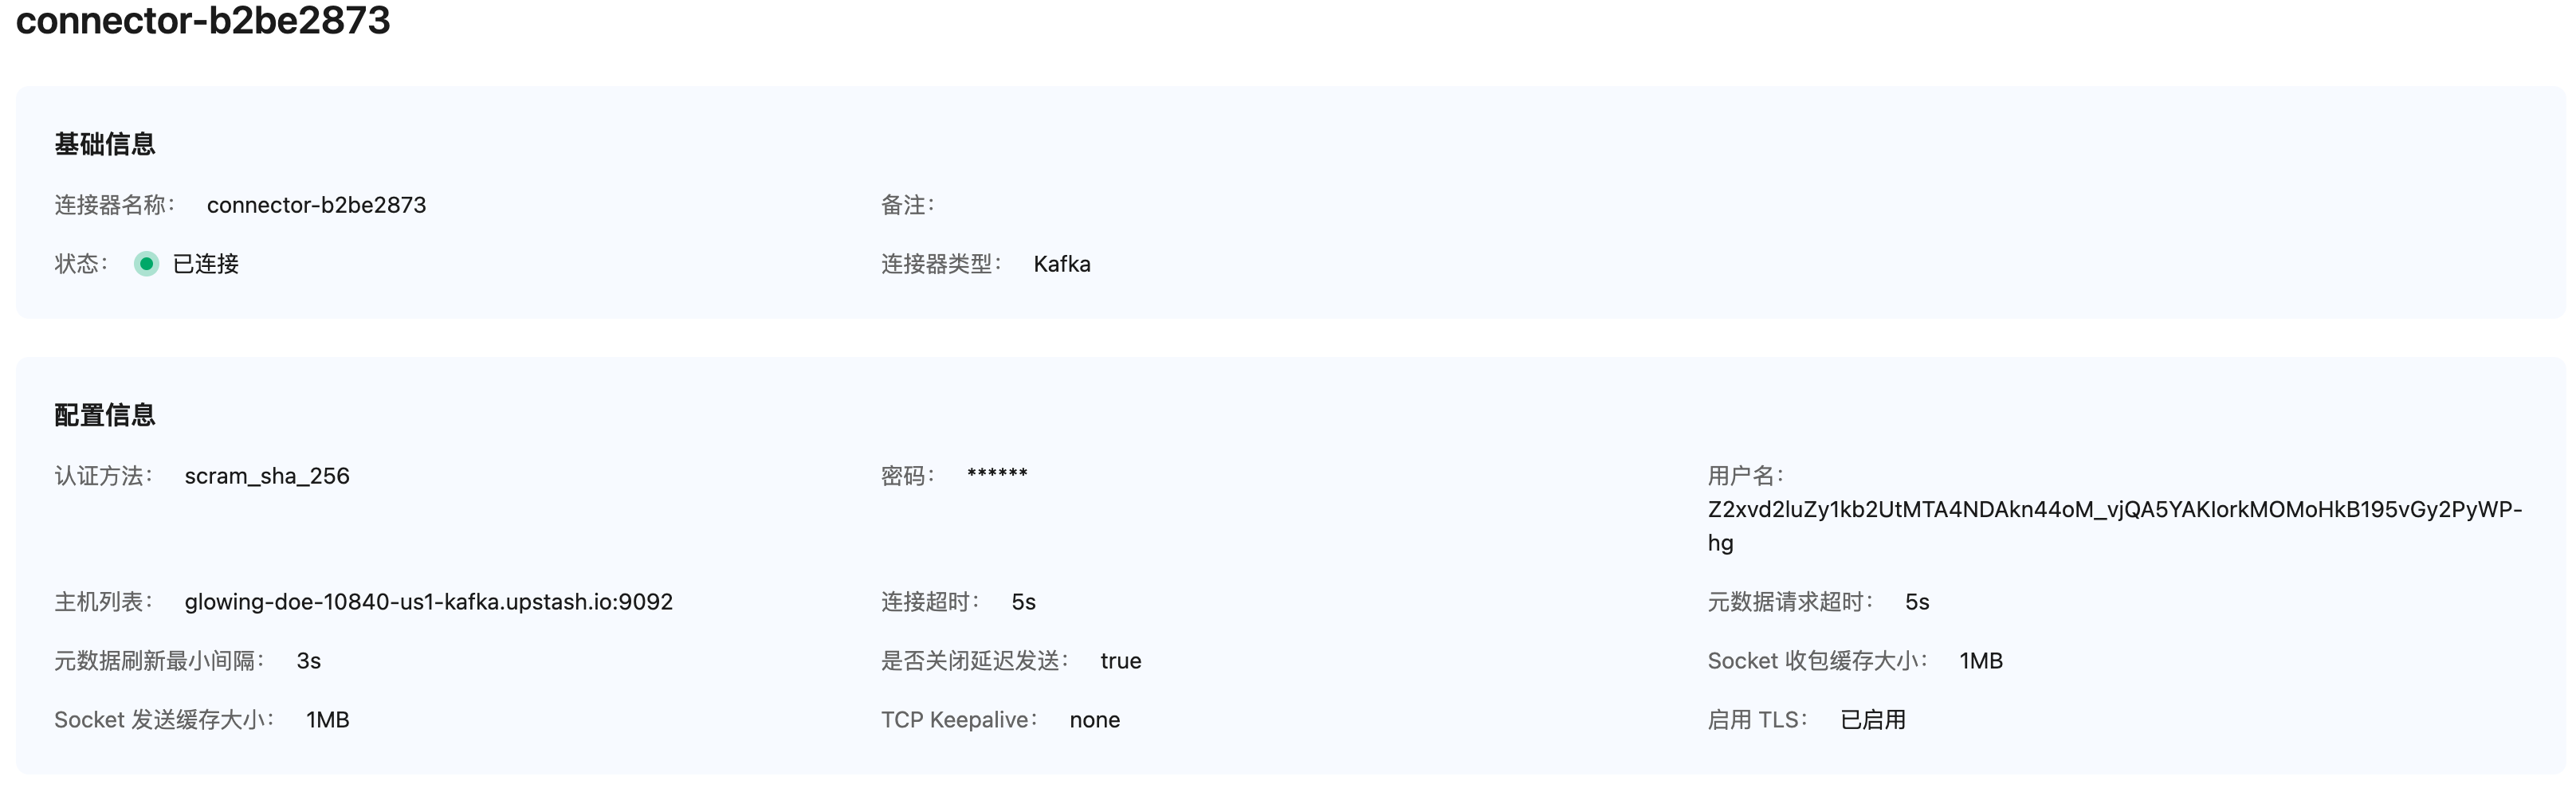 connector-b2be2873
基础信息
连接器名称： connector-b2be2873
备注：
状态： 已连接
连接器类型： Kafka
配置信息
认证方法： scram_sha_256
密码： ******
用户名：
Z2xvd2luZy1kb2UtMTA4NDAkn44oM_vjQA5YAKIorkMOMoHkB195vGy2PyWP-
hg
主机列表： glowing-doe-10840-us1-kafka.upstash.io:9092
连接超时： 5s
元数据请求超时： 5s
元数据刷新最小间隔： 3s
是否关闭延迟发送： true
Socket 收包缓存大小： 1MB
Socket 发送缓存大小： 1MB
TCP Keepalive： none
启用 TLS： 已启用